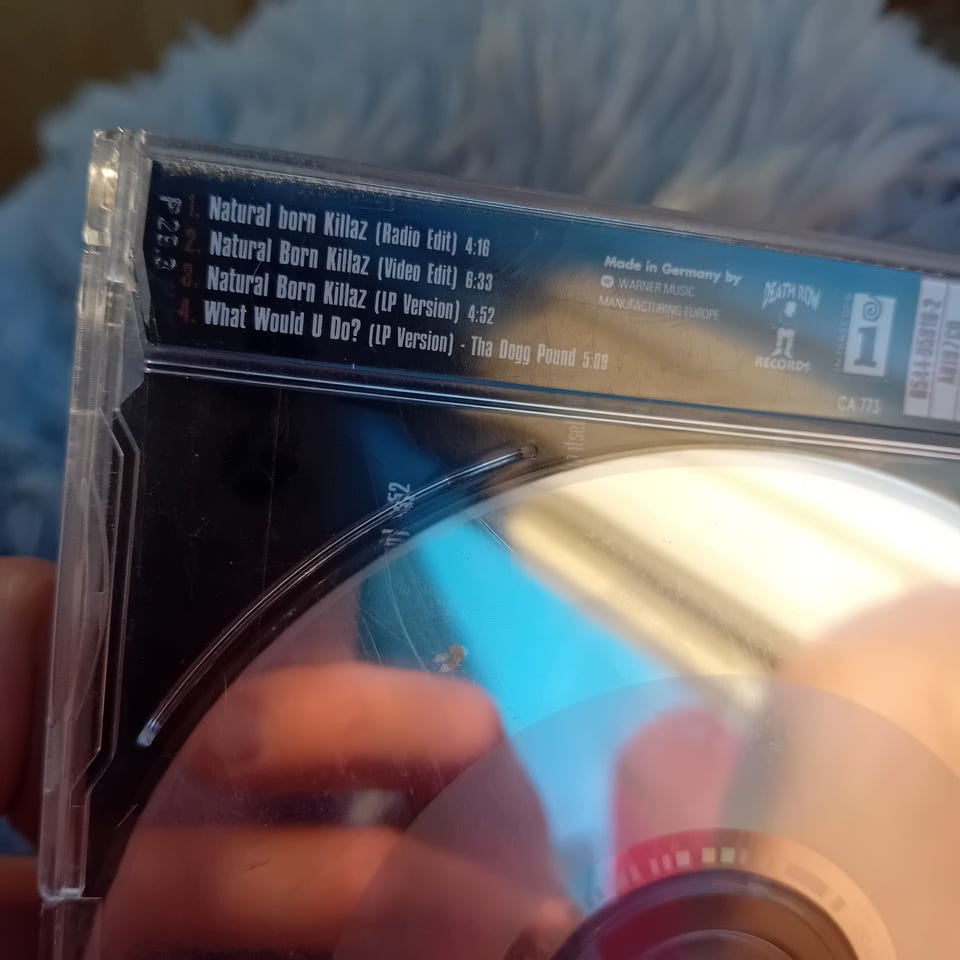 1. Natural born Killaz (Radio Edit) 4:16
2. Natural Born Killaz (Video Edit) 6:33
3. Natural Born Killaz (LP Version) 4:52
4. What Would U Do? (LP Version) - Tha Dogg Pound 5:09
Made in Germany by
WARNER MUSIC
MANUFACTURING EUROPE
DEATH ROW
RECORDS
INTERSCOPE
CA 773